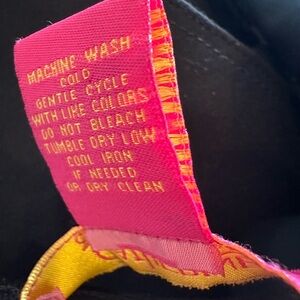 MACHINE WASH
COLD
GENTLE CYCLE
WITH LIKE COLORS
DO NOT BLEACH
TUMBLE DRY LOW
COOL IRON
IF NEEDED
OR DRY CLEAN